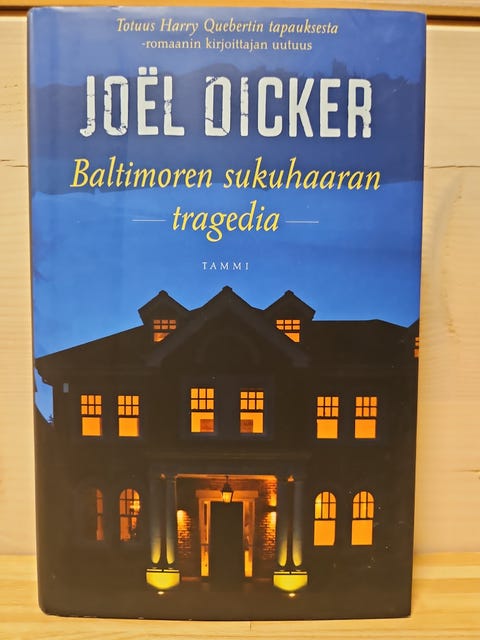 Totuus Harry Quebertin tapauksesta
-romaanin kirjoittajan uutuus
JOËL DICKER
Baltimoren sukuhaaran
tragedia
TAMMI